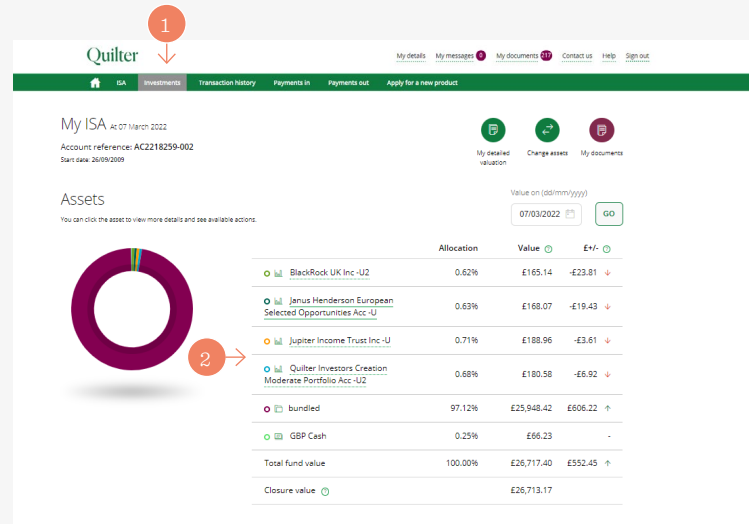 1
Quilter
My details My messages 0 My documents 217 Contact us Help Sign out
ISA Investments Transaction history Payments in Payments out Apply for a new product
My ISA At 07 March 2022
Account reference: AC2218259-002
Start date: 26/09/2009
My detailed valuation
Change assets
My documents
Assets
You can click the asset to view more details and see available actions.
Value on (dd/mm/yyyy)
07/03/2022 GO
Allocation Value ? £+/- ?
BlackRock UK Inc -U2 0.62% £165.14 -£23.81
Janus Henderson European
Selected Opportunities Acc -U 0.63% £168.07 -£19.43
Jupiter Income Trust Inc -U 0.71% £188.96 -£3.61
2
Quilter Investors Creation
Moderate Portfolio Acc -U2 0.68% £180.58 -£6.92
bundled 97.12% £25,948.42 £606.22
GBP Cash 0.25% £66.23 -
Total fund value 100.00% £26,717.40 £552.45
Closure value ? £26,713.17